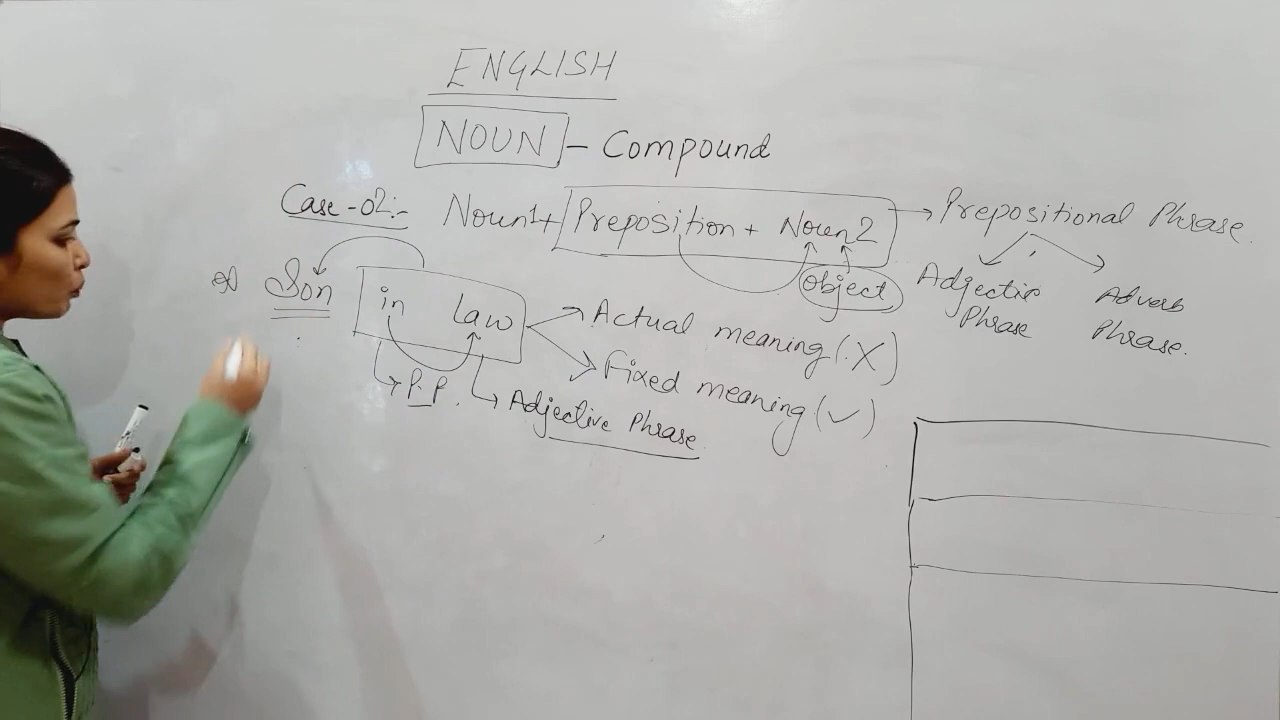 ENGLISH
NOUN - Compound
Case-02:- Noun1+ Preposition + Noun2 → Prepositional Phrase.
object
Adjective Phrase
Adverb Phrase.
Son in law
Actual meaning (X)
Fixed meaning (✓)
P.P.
Adjective Phrase.